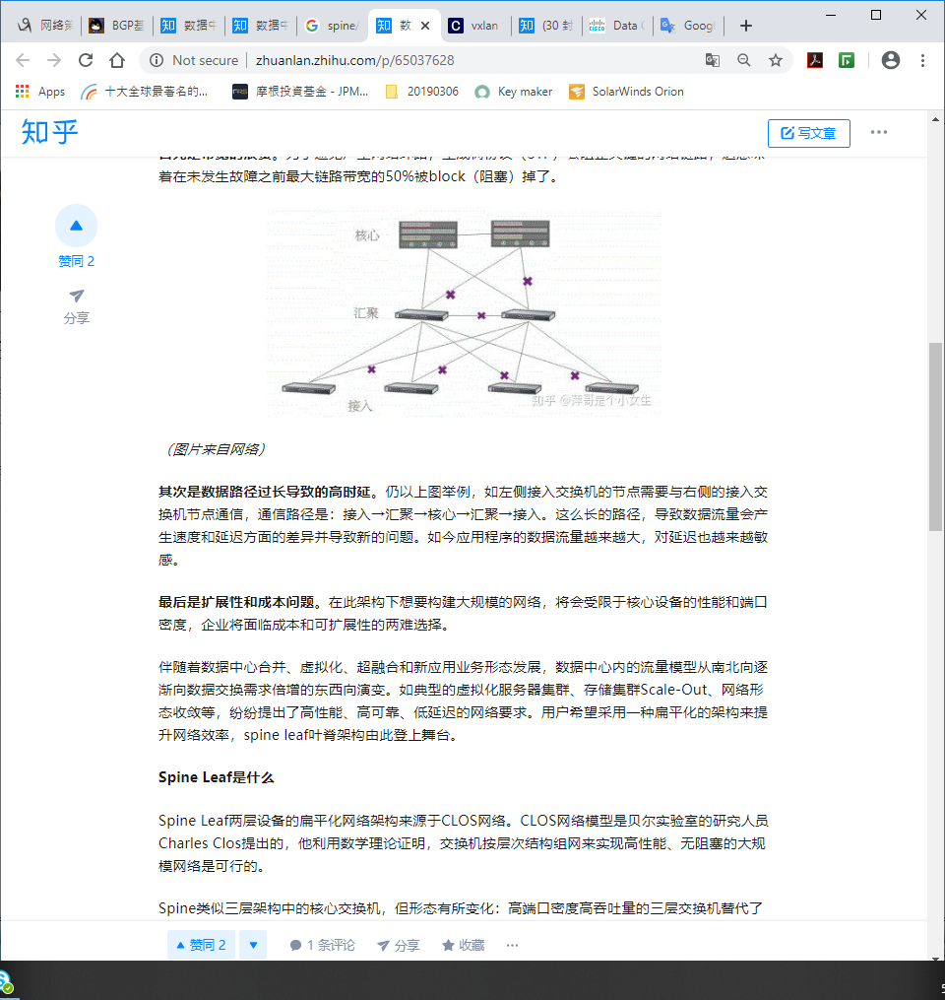 网络策
BGP基
数据中
数据中
spine/
数
vxlan
(30 封
Data C
Goog
Not secure
zhuanlan.zhihu.com/p/65037628
Apps
十大全球最著名的...
摩根投資基金 - JPM...
20190306
Key maker
SolarWinds Orion
知乎
写文章
着在未发生故障之前最大链路带宽的50%被block（阻塞）掉了。
赞同 2
分享
核心
汇聚
接入
知乎 @萍哥是个小女生
（图片来自网络）
其次是数据路径过长导致的高时延。仍以上图举例，如左侧接入交换机的节点需要与右侧的接入交
换机节点通信，通信路径是：接入→汇聚→核心→汇聚→接入。这么长的路径，导致数据流量会产
生速度和延迟方面的差异并导致新的问题。如今应用程序的数据流量越来越大，对延迟也越来越敏
感。
最后是扩展性和成本问题。在此架构下想要构建大规模的网络，将会受限于核心设备的性能和端口
密度，企业将面临成本和可扩展性的两难选择。
伴随着数据中心合并、虚拟化、超融合和新应用业务形态发展，数据中心内的流量模型从南北向逐
渐向数据交换需求倍增的东西向演变。如典型的虚拟化服务器集群、存储集群Scale-Out、网络形
态收敛等，纷纷提出了高性能、高可靠、低延迟的网络要求。用户希望采用一种扁平化的架构来提
升网络效率，spine leaf叶脊架构由此登上舞台。
Spine Leaf是什么
Spine Leaf两层设备的扁平化网络架构来源于CLOS网络。CLOS网络模型是贝尔实验室的研究人员
Charles Clos提出的，他利用数学理论证明，交换机按层次结构组网来实现高性能、无阻塞的大规
模网络是可行的。
Spine类似三层架构中的核心交换机，但形态有所变化：高端口密度高吞吐量的三层交换机替代了
赞同 2
1 条评论
分享
收藏